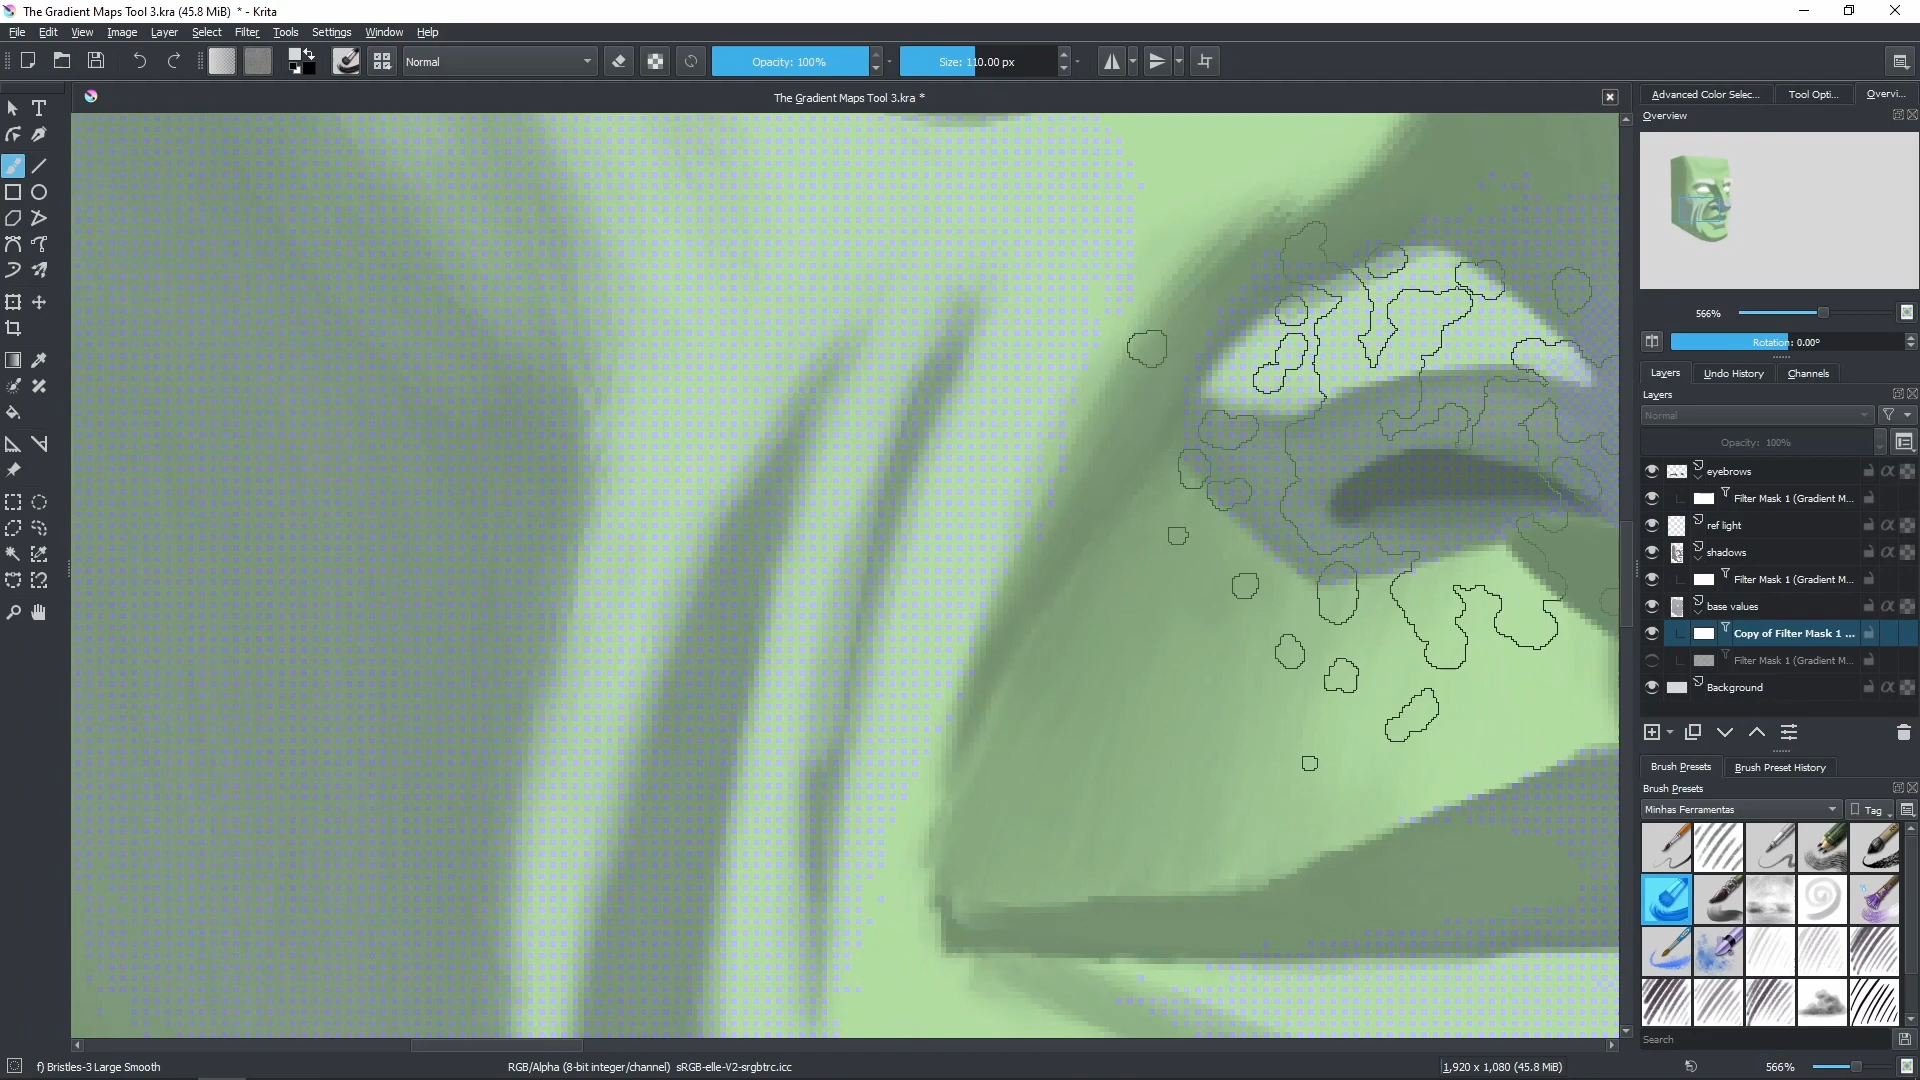 The Gradient Maps Tool 3.kra (45.8 MiB) * - Krita
File Edit View Image Layer Select Filter Tools Settings Window Help
Normal
Opacity: 100%
Size: 110.00 px
The Gradient Maps Tool 3.kra *
Advanced Color Selec... Tool Opti... Overvi...
Overview
566%
Rotation: 0.00°
Layers Undo History Channels
Layers
Normal
Opacity: 100%
eyebrows
Filter Mask 1 (Gradient M...
ref light
shadows
Filter Mask 1 (Gradient M...
base values
Copy of Filter Mask 1 ...
Filter Mask 1 (Gradient M...
Background
Brush Presets Brush Preset History
Brush Presets
Minhas Ferramentas
Tag
Search
f) Bristles-3 Large Smooth
RGB/Alpha (8-bit integer/channel) sRGB-elle-V2-srgbtrc.icc
1,920 x 1,080 (45.8 MiB)
566%